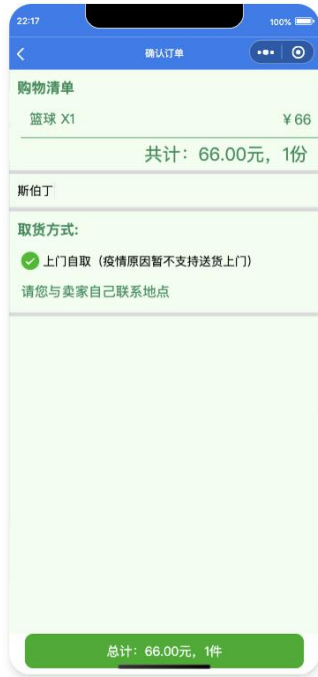 22:17
100%
确认订单
购物清单
篮球 X1
¥66
共计：66.00元，1份
斯伯丁
取货方式:
上门自取（疫情原因暂不支持送货上门）
请您与卖家自己联系地点
总计：66.00元，1件